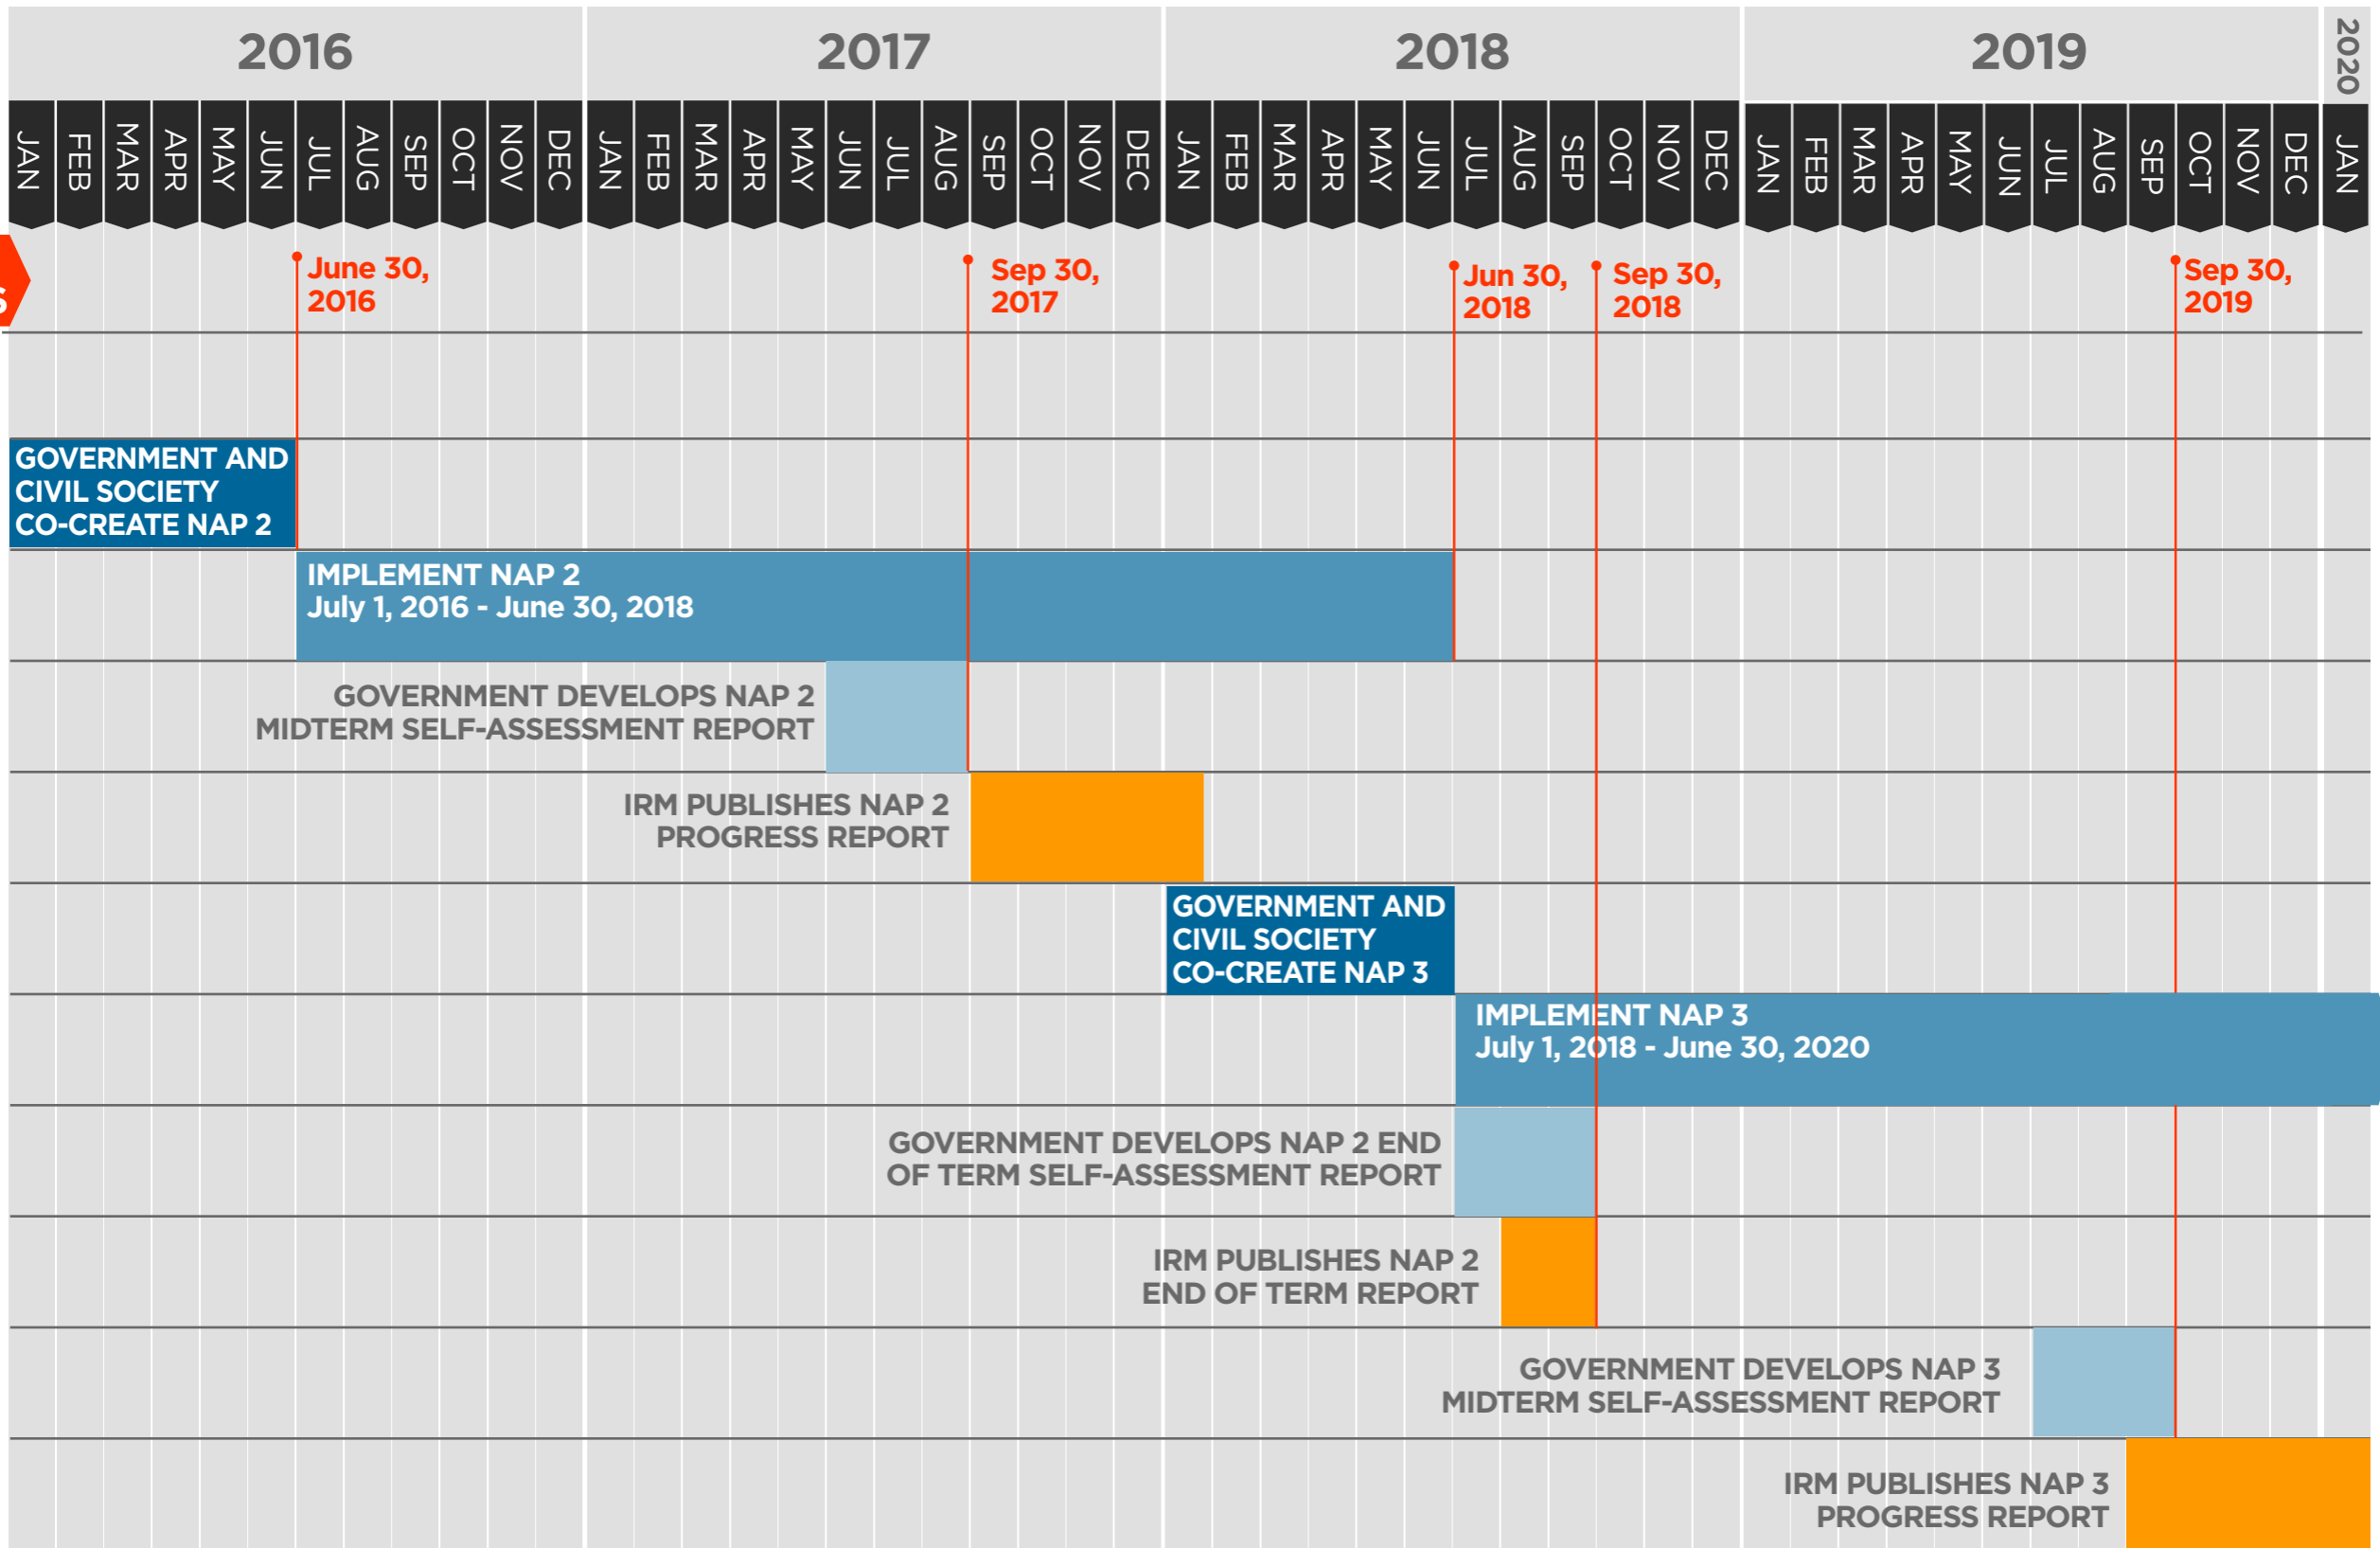 2016
2017
2018
2019
2020
JAN FEB MAR APR MAY JUN JUL AUG SEP OCT NOV DEC JAN FEB MAR APR MAY JUN JUL AUG SEP OCT NOV DEC JAN FEB MAR APR MAY JUN JUL AUG SEP OCT NOV DEC JAN FEB MAR APR MAY JUN JUL AUG SEP OCT NOV DEC JAN
S
June 30,
2016
Sep 30,
2017
Jun 30,
2018
Sep 30,
2018
Sep 30,
2019
GOVERNMENT AND
CIVIL SOCIETY
CO-CREATE NAP 2
IMPLEMENT NAP 2
July 1, 2016 - June 30, 2018
GOVERNMENT DEVELOPS NAP 2
MIDTERM SELF-ASSESSMENT REPORT
IRM PUBLISHES NAP 2
PROGRESS REPORT
GOVERNMENT AND
CIVIL SOCIETY
CO-CREATE NAP 3
IMPLEMENT NAP 3
July 1, 2018 - June 30, 2020
GOVERNMENT DEVELOPS NAP 2 END
OF TERM SELF-ASSESSMENT REPORT
IRM PUBLISHES NAP 2
END OF TERM REPORT
GOVERNMENT DEVELOPS NAP 3
MIDTERM SELF-ASSESSMENT REPORT
IRM PUBLISHES NAP 3
PROGRESS REPORT